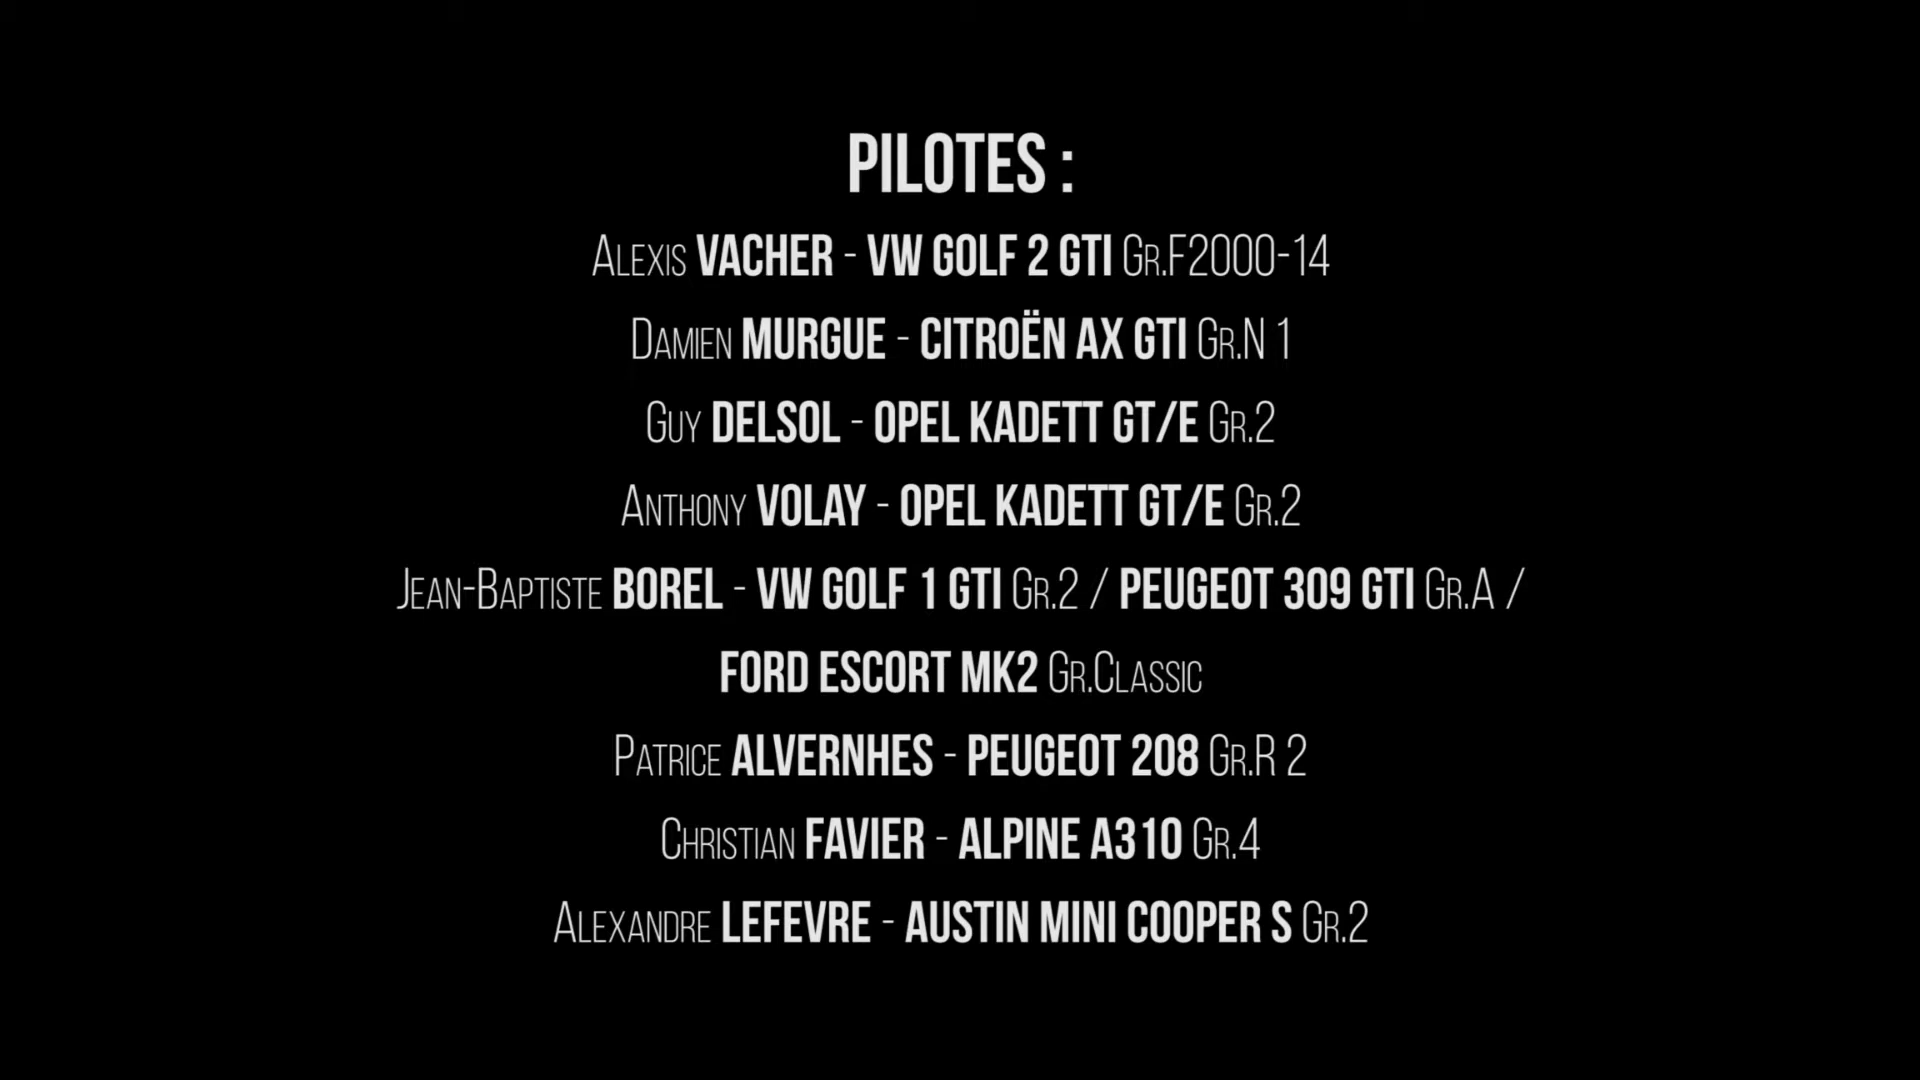 PILOTES :
Alexis VACHER - VW GOLF 2 GTI Gr.F2000-14
Damien MURGUE - CITROËN AX GTI Gr.N 1
Guy DELSOL - OPEL KADETT GT/E Gr.2
Anthony VOLAY - OPEL KADETT GT/E Gr.2
Jean-Baptiste BOREL - VW GOLF 1 GTI Gr.2 / PEUGEOT 309 GTI Gr.A /
FORD ESCORT MK2 Gr.Classic
Patrice ALVERNHES - PEUGEOT 208 Gr.R 2
Christian FAVIER - ALPINE A310 Gr.4
Alexandre LEFEVRE - AUSTIN MINI COOPER S Gr.2